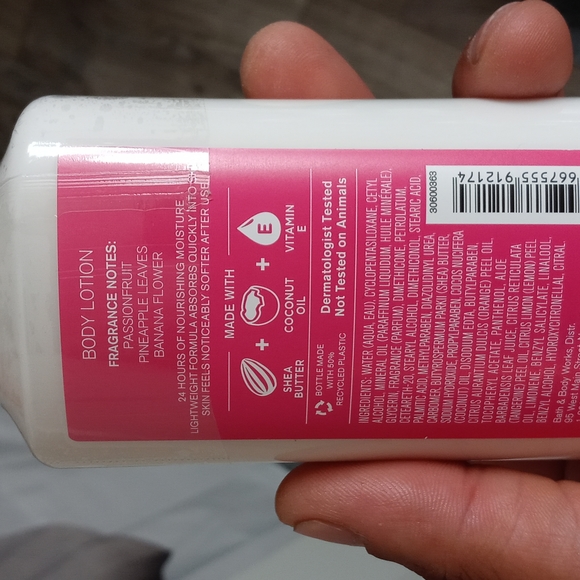 BODY LOTION
FRAGRANCE NOTES:
PASSIONFRUIT
PINEAPPLE LEAVES
BANANA FLOWER
24 HOURS OF NOURISHING MOISTURE.
LIGHTWEIGHT FORMULA ABSORBS QUICKLY INTO
SKIN FEELS NOTICEABLY SOFTER AFTER USE.
MADE WITH
SHEA BUTTER
+
COCONUT OIL
+
E
VITAMIN E
BOTTLE MADE
WITH 50%
RECYCLED PLASTIC
Dermatologist Tested
Not Tested on Animals
INGREDIENTS: WATER (AQUA, EAU), CYCLOPENTASILOXANE, CETYL
ALCOHOL, MINERAL OIL (PARAFFINUM LIQUIDUM, HUILE MINÉRALE),
GLYCERIN, FRAGRANCE (PARFUM), DIMETHICONE, PETROLATUM,
CETEARETH-20, STEARYL ALCOHOL, DIMETHICONOL, STEARIC ACID,
PALMITIC ACID, METHYLPARABEN, DIAZOLIDINYL UREA,
CARBOMER, BUTYROSPERMUM PARKII (SHEA) BUTTER,
SODIUM HYDROXIDE, PROPYLPARABEN, COCOS NUCIFERA
(COCONUT) OIL, DISODIUM EDTA, BUTYLPARABEN,
CITRUS AURANTIUM DULCIS (ORANGE) PEEL OIL,
TOCOPHERYL ACETATE, PANTHENOL, ALOE
BARBADENSIS LEAF JUICE, CITRUS RETICULATA
(TANGERINE) PEEL OIL, CITRUS LIMON (LEMON) PEEL
OIL, LIMONENE, BENZYL SALICYLATE, LINALOOL,
BENZYL ALCOHOL, HYDROXYCITRONELLAL, CITRAL.
Bath & Body Works, Distr.
95 West
30600363
667555 912174